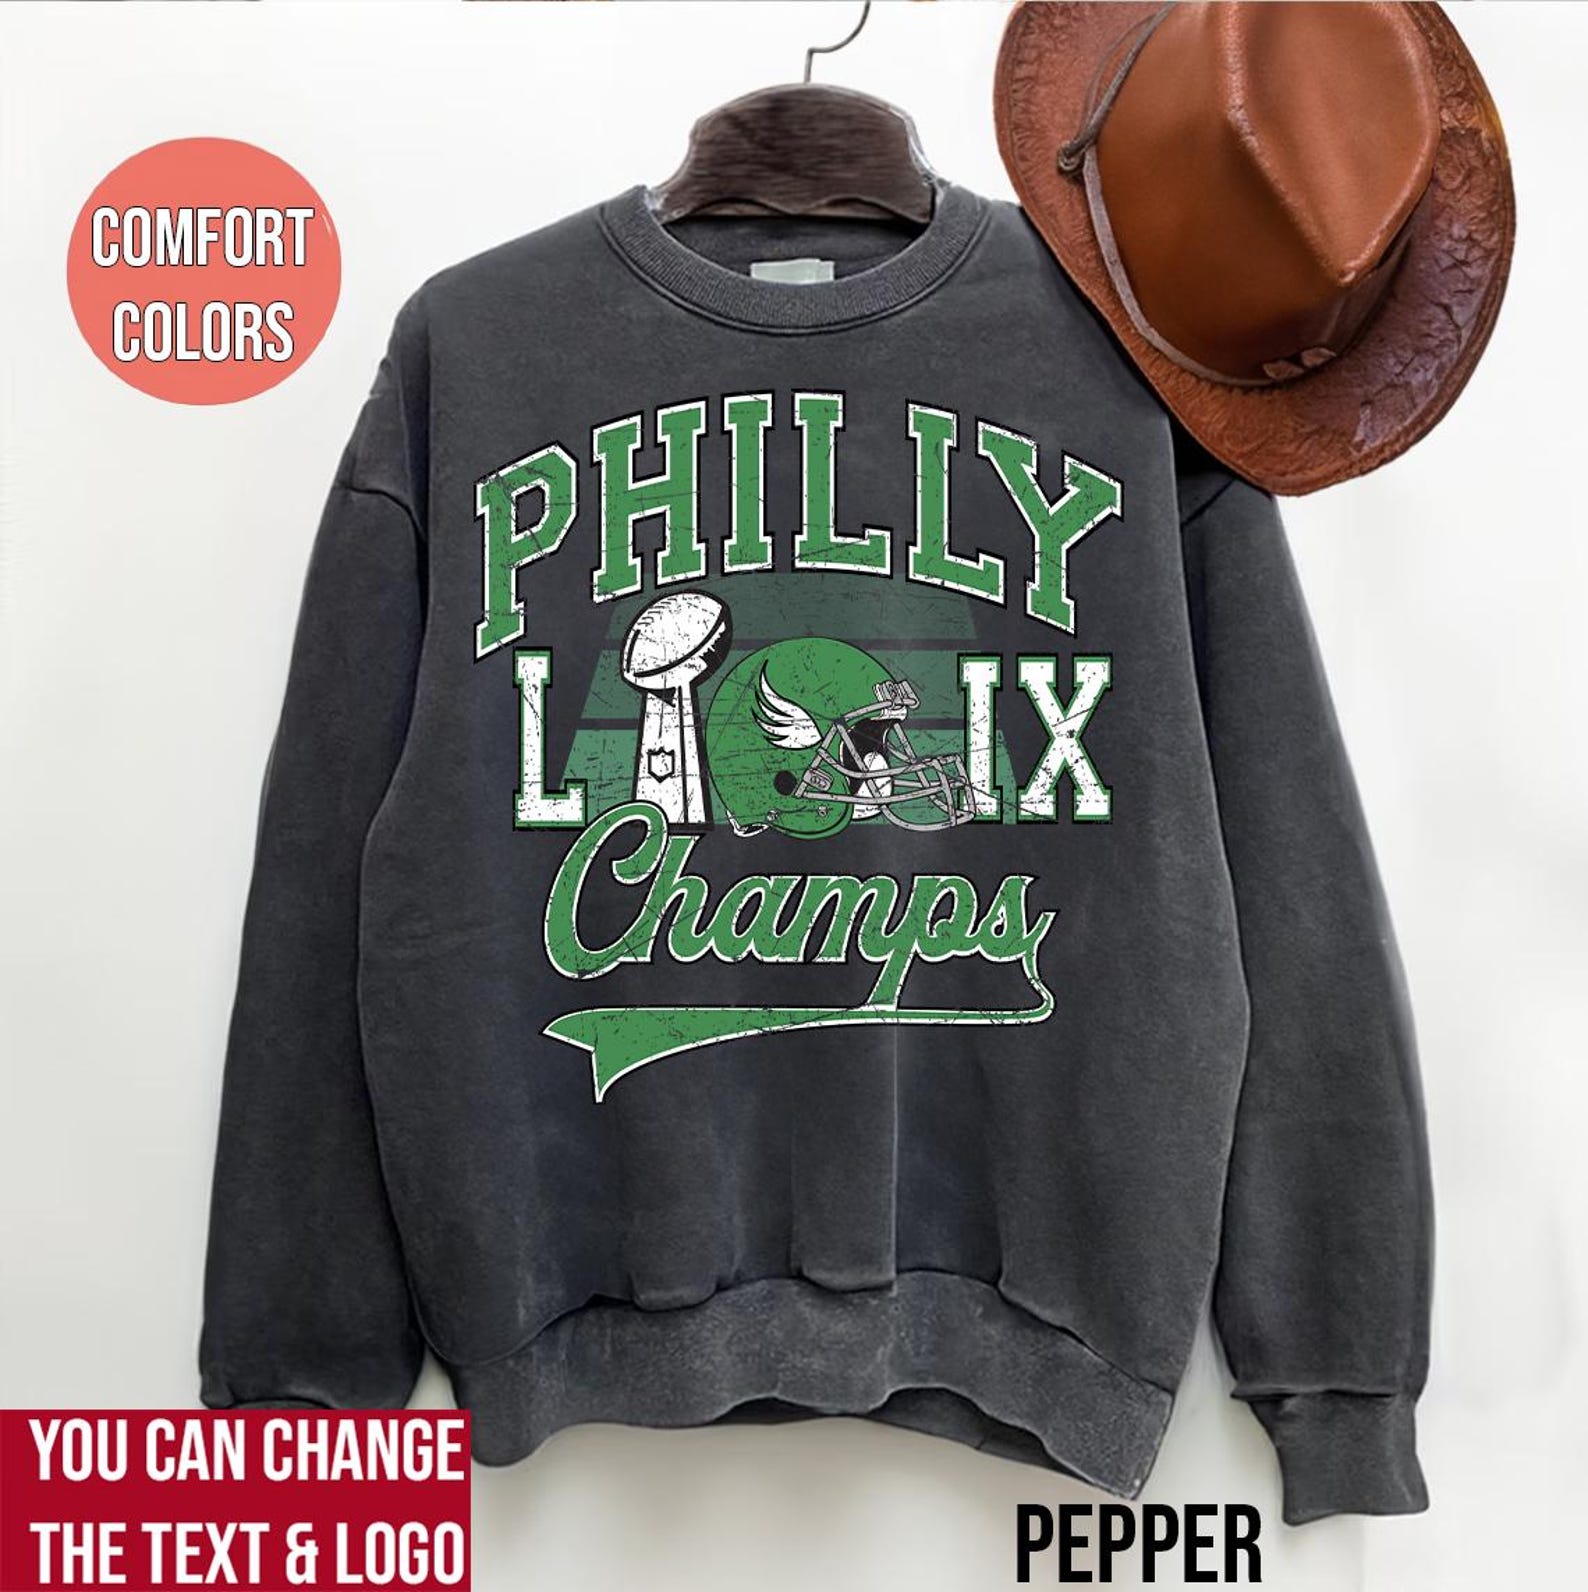 COMFORT
COLORS
PHILLY
L IX
Champs
YOU CAN CHANGE
THE TEXT & LOGO
PEPPER